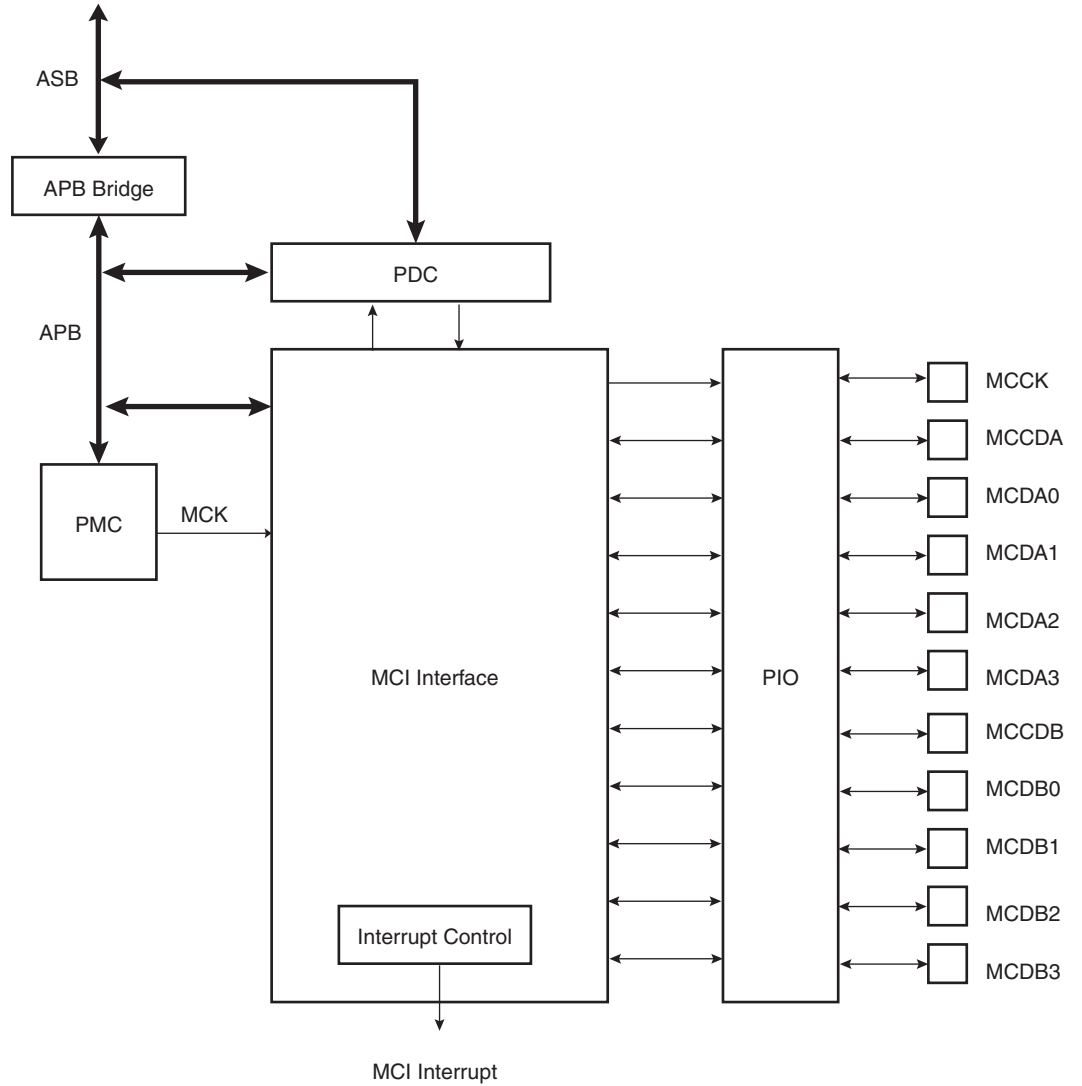 ASB
APB Bridge
PDC
APB
MCCK
MCCDA
MCDA0
PMC
MCK
MCDA1
MCDA2
MCI Interface
PIO
MCDA3
MCCDB
MCDB0
MCDB1
MCDB2
Interrupt Control
MCDB3
MCI Interrupt